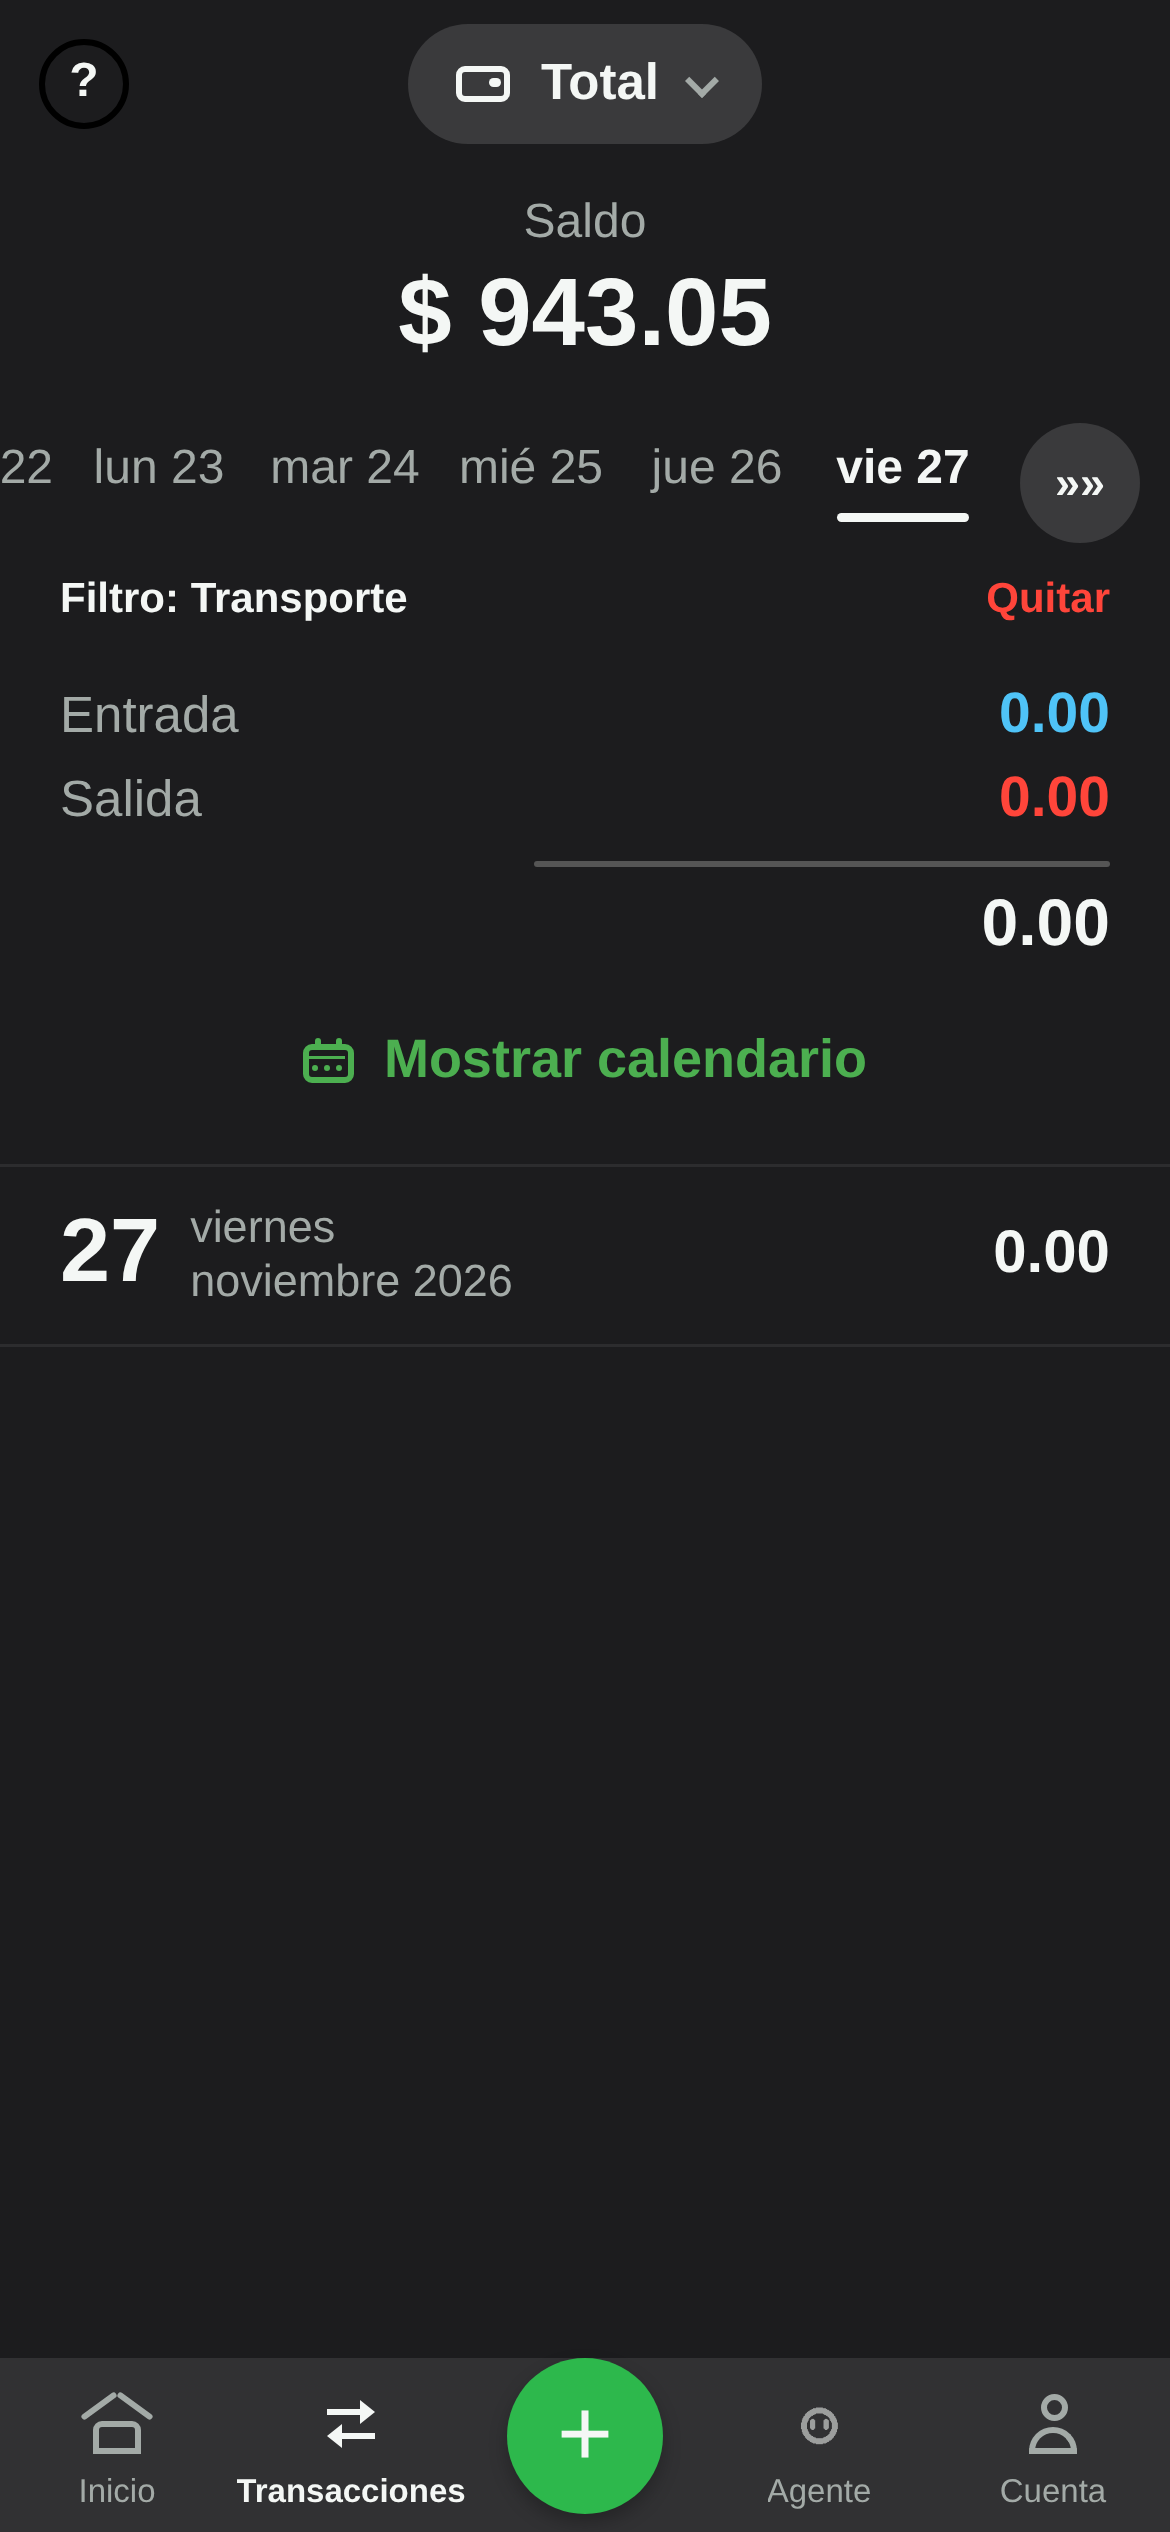 ?
Total
Saldo
$ 943.05
22 lun 23 mar 24 mié 25 jue 26 vie 27 »»
Filtro: Transporte Quitar
Entrada 0.00
Salida 0.00
0.00
Mostrar calendario
27 viernes
noviembre 2026 0.00
+
Inicio Transacciones Agente Cuenta